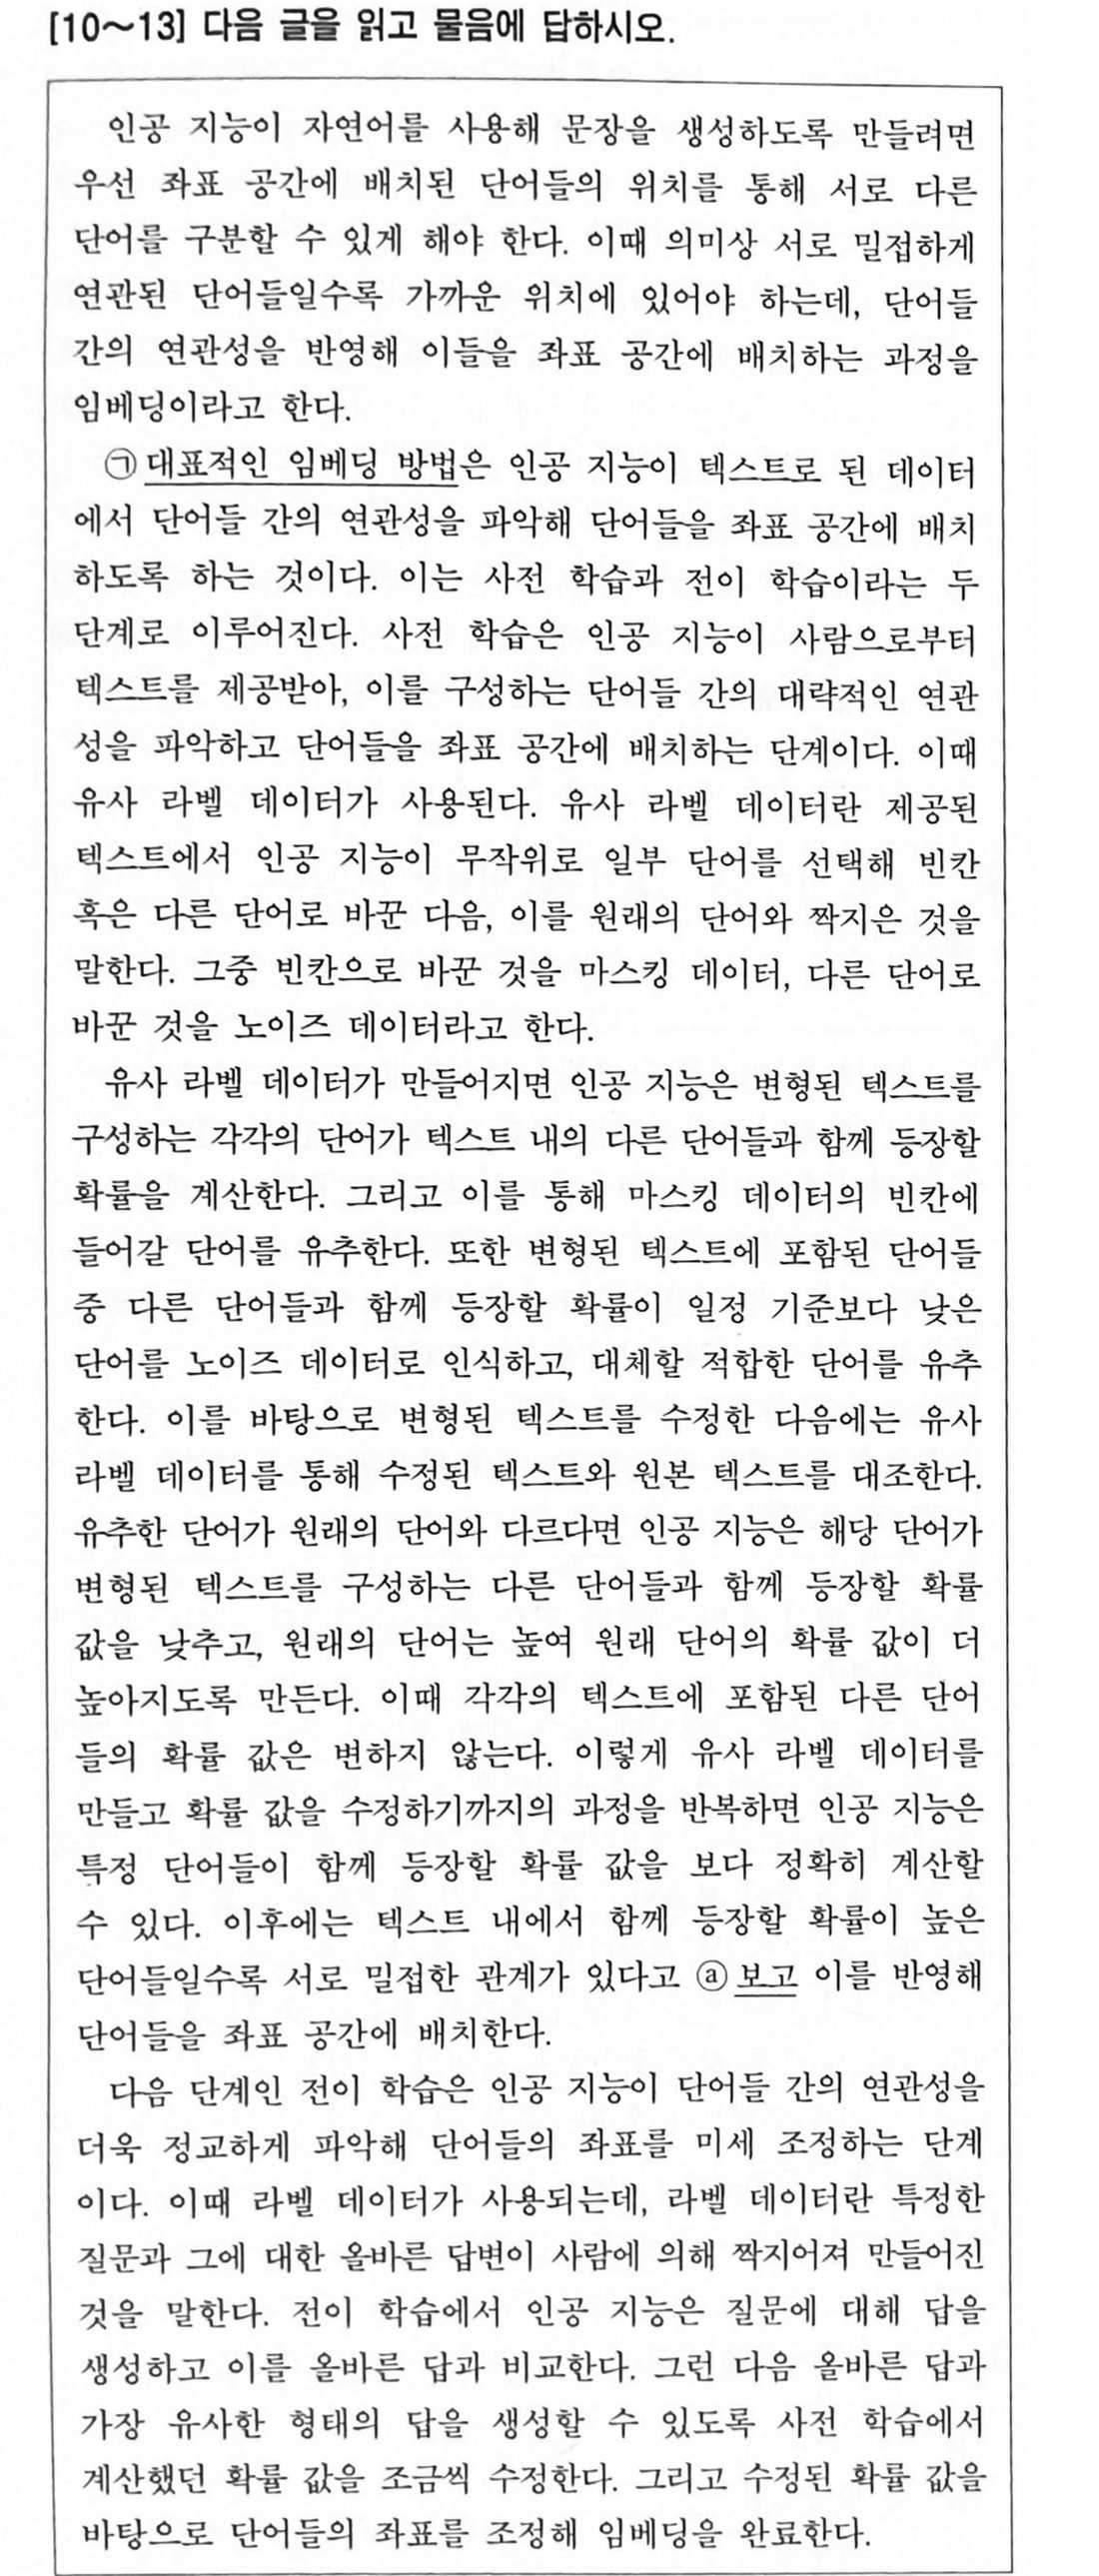 [10~13] 다음 글을 읽고 물음에 답하시오.
인공 지능이 자연어를 사용해 문장을 생성하도록 만들려면
우선 좌표 공간에 배치된 단어들의 위치를 통해 서로 다른
단어를 구분할 수 있게 해야 한다. 이때 의미상 서로 밀접하게
연관된 단어들일수록 가까운 위치에 있어야 하는데, 단어들
간의 연관성을 반영해 이들을 좌표 공간에 배치하는 과정을
임베딩이라고 한다.
㉠대표적인 임베딩 방법은 인공 지능이 텍스트로 된 데이터
에서 단어들 간의 연관성을 파악해 단어들을 좌표 공간에 배치
하도록 하는 것이다. 이는 사전 학습과 전이 학습이라는 두
단계로 이루어진다. 사전 학습은 인공 지능이 사람으로부터
텍스트를 제공받아, 이를 구성하는 단어들 간의 대략적인 연관
성을 파악하고 단어들을 좌표 공간에 배치하는 단계이다. 이때
유사 라벨 데이터가 사용된다. 유사 라벨 데이터란 제공된
텍스트에서 인공 지능이 무작위로 일부 단어를 선택해 빈칸
혹은 다른 단어로 바꾼 다음, 이를 원래의 단어와 짝지은 것을
말한다. 그중 빈칸으로 바꾼 것을 마스킹 데이터, 다른 단어로
바꾼 것을 노이즈 데이터라고 한다.
유사 라벨 데이터가 만들어지면 인공 지능은 변형된 텍스트를
구성하는 각각의 단어가 텍스트 내의 다른 단어들과 함께 등장할
확률을 계산한다. 그리고 이를 통해 마스킹 데이터의 빈칸에
들어갈 단어를 유추한다. 또한 변형된 텍스트에 포함된 단어들
중 다른 단어들과 함께 등장할 확률이 일정 기준보다 낮은
단어를 노이즈 데이터로 인식하고, 대체할 적합한 단어를 유추
한다. 이를 바탕으로 변형된 텍스트를 수정한 다음에는 유사
라벨 데이터를 통해 수정된 텍스트와 원본 텍스트를 대조한다.
유추한 단어가 원래의 단어와 다르다면 인공 지능은 해당 단어가
변형된 텍스트를 구성하는 다른 단어들과 함께 등장할 확률
값을 낮추고, 원래의 단어는 높여 원래 단어의 확률 값이 더
높아지도록 만든다. 이때 각각의 텍스트에 포함된 다른 단어
들의 확률 값은 변하지 않는다. 이렇게 유사 라벨 데이터를
만들고 확률 값을 수정하기까지의 과정을 반복하면 인공 지능은
특정 단어들이 함께 등장할 확률 값을 보다 정확히 계산할
수 있다. 이후에는 텍스트 내에서 함께 등장할 확률이 높은
단어들일수록 서로 밀접한 관계가 있다고 ⓐ보고 이를 반영해
단어들을 좌표 공간에 배치한다.
다음 단계인 전이 학습은 인공 지능이 단어들 간의 연관성을
더욱 정교하게 파악해 단어들의 좌표를 미세 조정하는 단계
이다. 이때 라벨 데이터가 사용되는데, 라벨 데이터란 특정한
질문과 그에 대한 올바른 답변이 사람에 의해 짝지어져 만들어진
것을 말한다. 전이 학습에서 인공 지능은 질문에 대해 답을
생성하고 이를 올바른 답과 비교한다. 그런 다음 올바른 답과
가장 유사한 형태의 답을 생성할 수 있도록 사전 학습에서
계산했던 확률 값을 조금씩 수정한다. 그리고 수정된 확률 값을
바탕으로 단어들의 좌표를 조정해 임베딩을 완료한다.